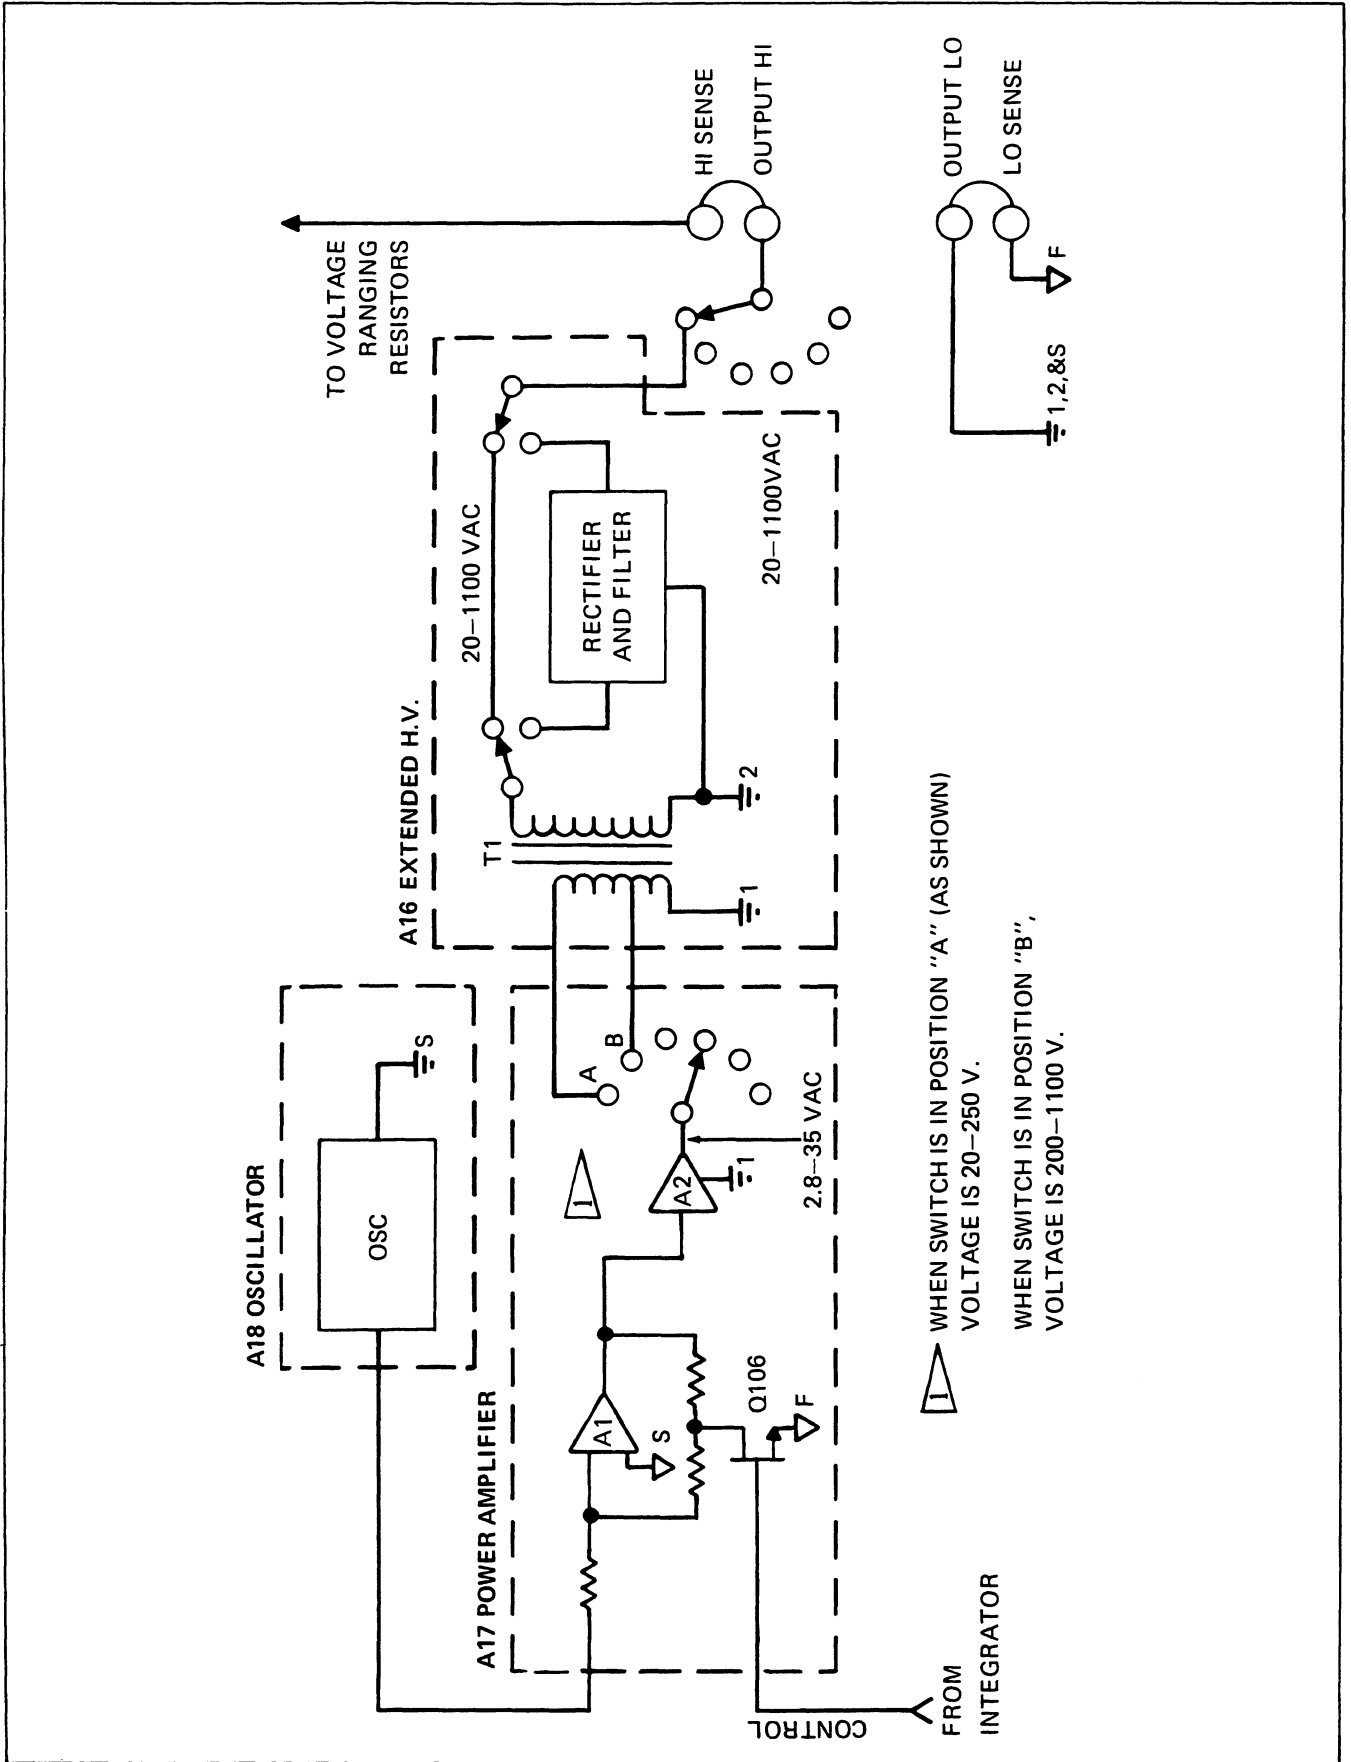 A18 OSCILLATOR
OSC
S
A17 POWER AMPLIFIER
A1
S
Q106
F
A2
1
1
2.8–35 VAC
A
B
CONTROL
FROM
INTEGRATOR
A16 EXTENDED H.V.
T1
1
2
20–1100 VAC
RECTIFIER
AND FILTER
20–1100VAC
TO VOLTAGE
RANGING
RESISTORS
HI SENSE
OUTPUT HI
OUTPUT LO
LO SENSE
1,2,&S
F
1
WHEN SWITCH IS IN POSITION "A" (AS SHOWN)
VOLTAGE IS 20–250 V.
WHEN SWITCH IS IN POSITION "B",
VOLTAGE IS 200–1100 V.